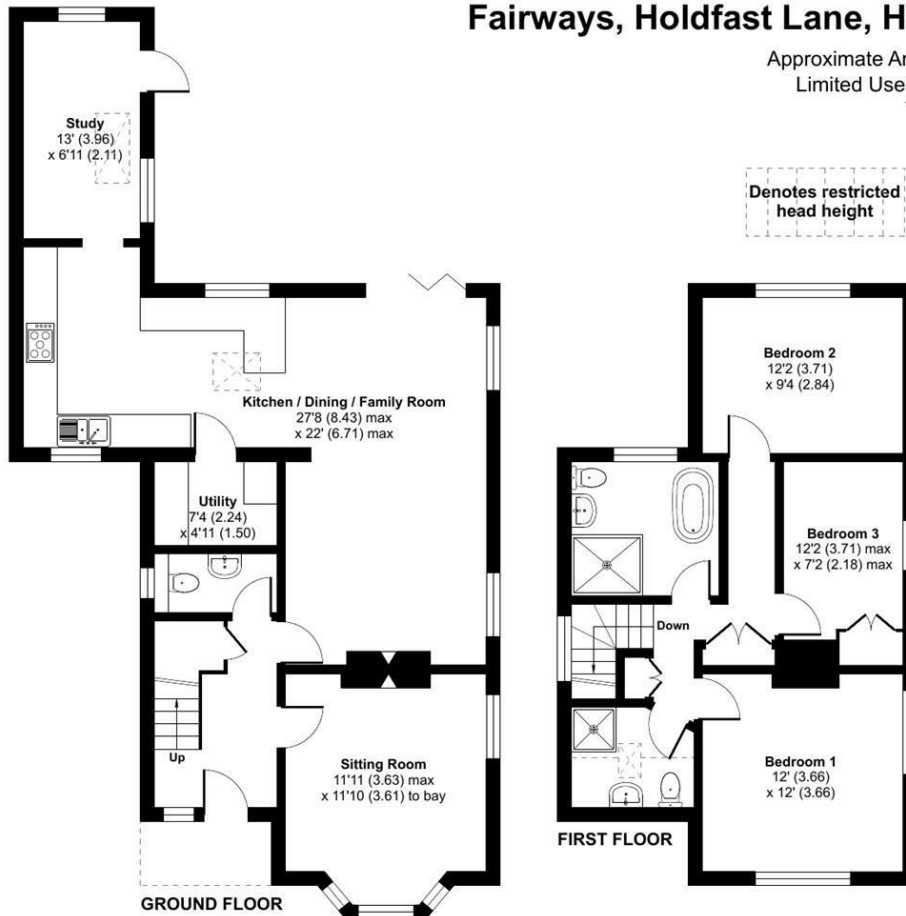 Fairways, Holdfast Lane, H
Approximate Ar
Limited Use
Denotes restricted
head height
Study
13' (3.96)
x 6'11 (2.11)
Kitchen / Dining / Family Room
27'8 (8.43) max
x 22' (6.71) max
Utility
7'4 (2.24)
x 4'11 (1.50)
Up
Sitting Room
11'11 (3.63) max
x 11'10 (3.61) to bay
GROUND FLOOR
Bedroom 2
12'2 (3.71)
x 9'4 (2.84)
Bedroom 3
12'2 (3.71) max
x 7'2 (2.18) max
Down
Bedroom 1
12' (3.66)
x 12' (3.66)
FIRST FLOOR